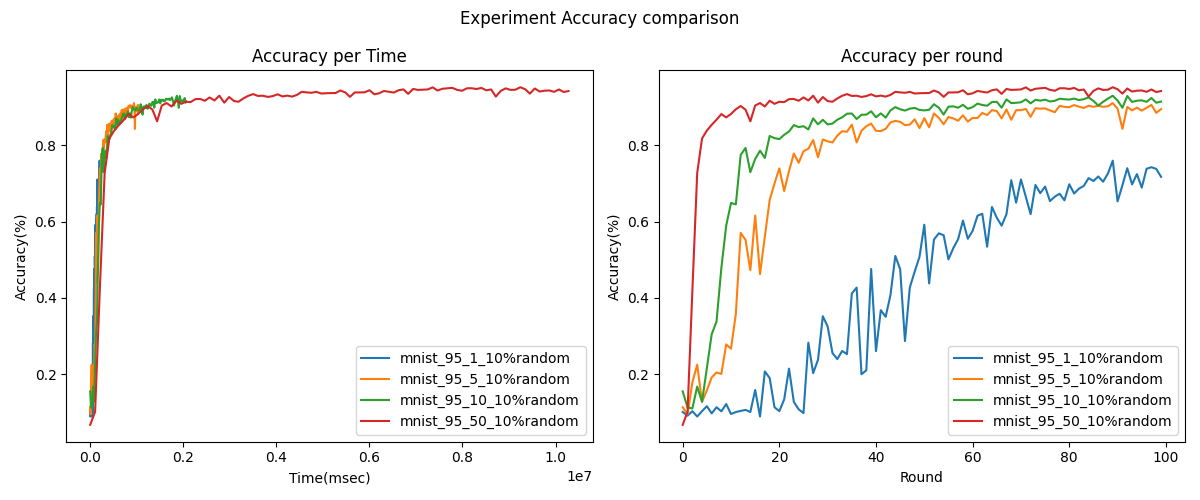 Experiment Accuracy comparison
Accuracy per Time
Accuracy(%)
0.8
0.6
0.4
0.2
mnist_95_1_10%random
mnist_95_5_10%random
mnist_95_10_10%random
mnist_95_50_10%random
0.0 0.2 0.4 0.6 0.8 1.0
1e7
Time(msec)
Accuracy per round
Accuracy(%)
0.8
0.6
0.4
0.2
mnist_95_1_10%random
mnist_95_5_10%random
mnist_95_10_10%random
mnist_95_50_10%random
0 20 40 60 80 100
Round